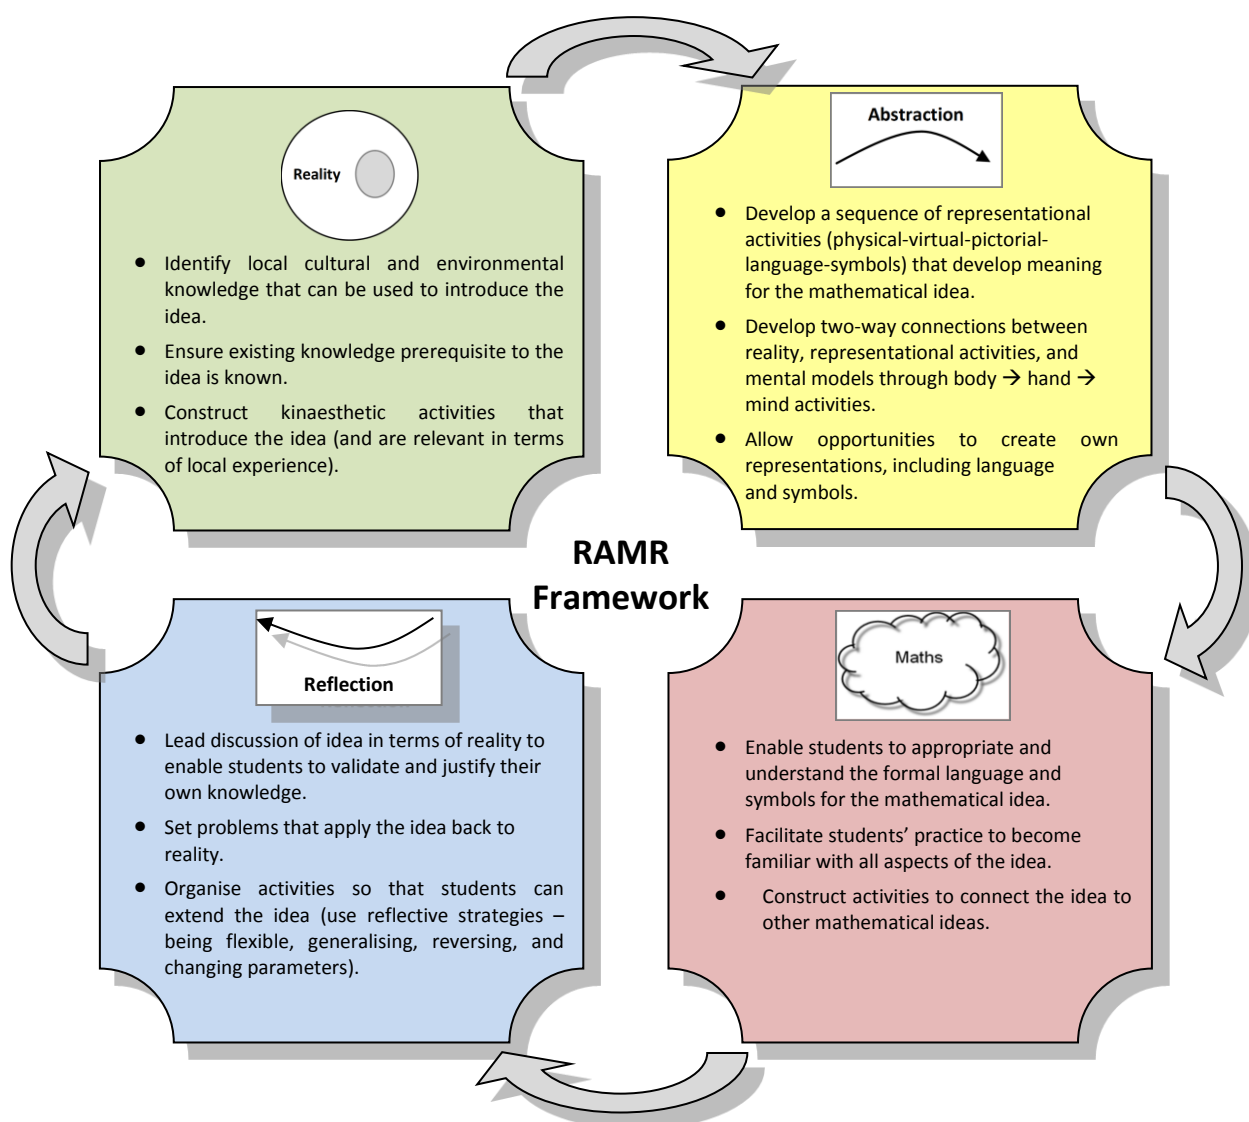 Reality
• Identify local cultural and environmental
knowledge that can be used to introduce the
idea.
• Ensure existing knowledge prerequisite to the
idea is known.
• Construct kinaesthetic activities that
introduce the idea (and are relevant in terms
of local experience).
Abstraction
• Develop a sequence of representational
activities (physical-virtual-pictorial-
language-symbols) that develop meaning
for the mathematical idea.
• Develop two-way connections between
reality, representational activities, and
mental models through body → hand →
mind activities.
• Allow opportunities to create own
representations, including language
and symbols.
RAMR
Framework
Reflection
• Lead discussion of idea in terms of reality to
enable students to validate and justify their
own knowledge.
• Set problems that apply the idea back to
reality.
• Organise activities so that students can
extend the idea (use reflective strategies –
being flexible, generalising, reversing, and
changing parameters).
Maths
• Enable students to appropriate and
understand the formal language and
symbols for the mathematical idea.
• Facilitate students’ practice to become
familiar with all aspects of the idea.
• Construct activities to connect the idea to
other mathematical ideas.